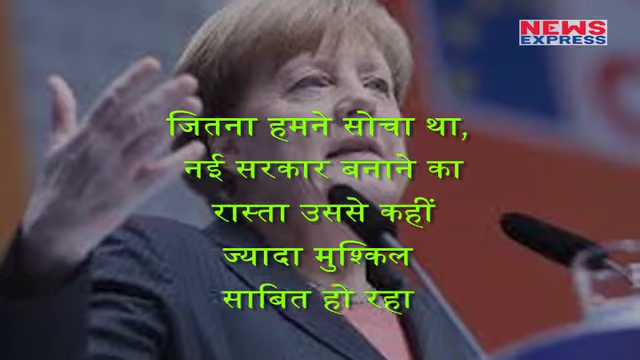 NEWS
EXPRESS
जितना हमने सोचा था,
नई सरकार बनाने का
रास्ता उससे कहीं
ज्यादा मुश्किल
साबित हो रहा